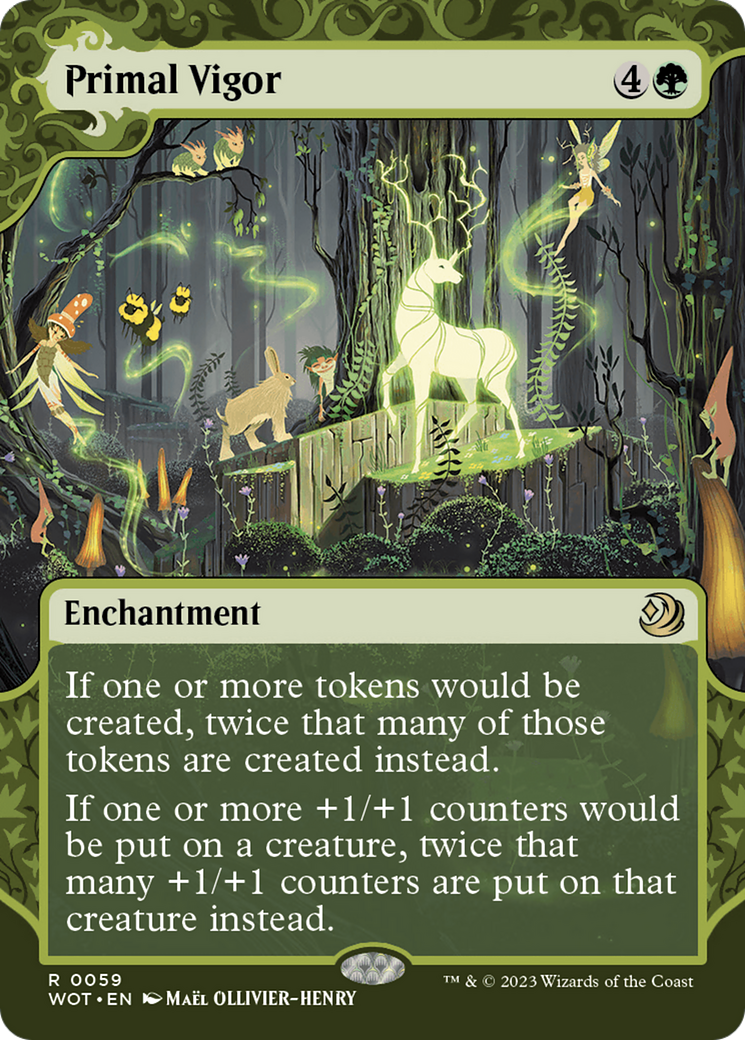 Primal Vigor 4
Enchantment
If one or more tokens would be
created, twice that many of those
tokens are created instead.
If one or more +1/+1 counters would
be put on a creature, twice that
many +1/+1 counters are put on that
creature instead.
R 0059 ™ & © 2023 Wizards of the Coast
WOT • EN MAËL OLLIVIER-HENRY